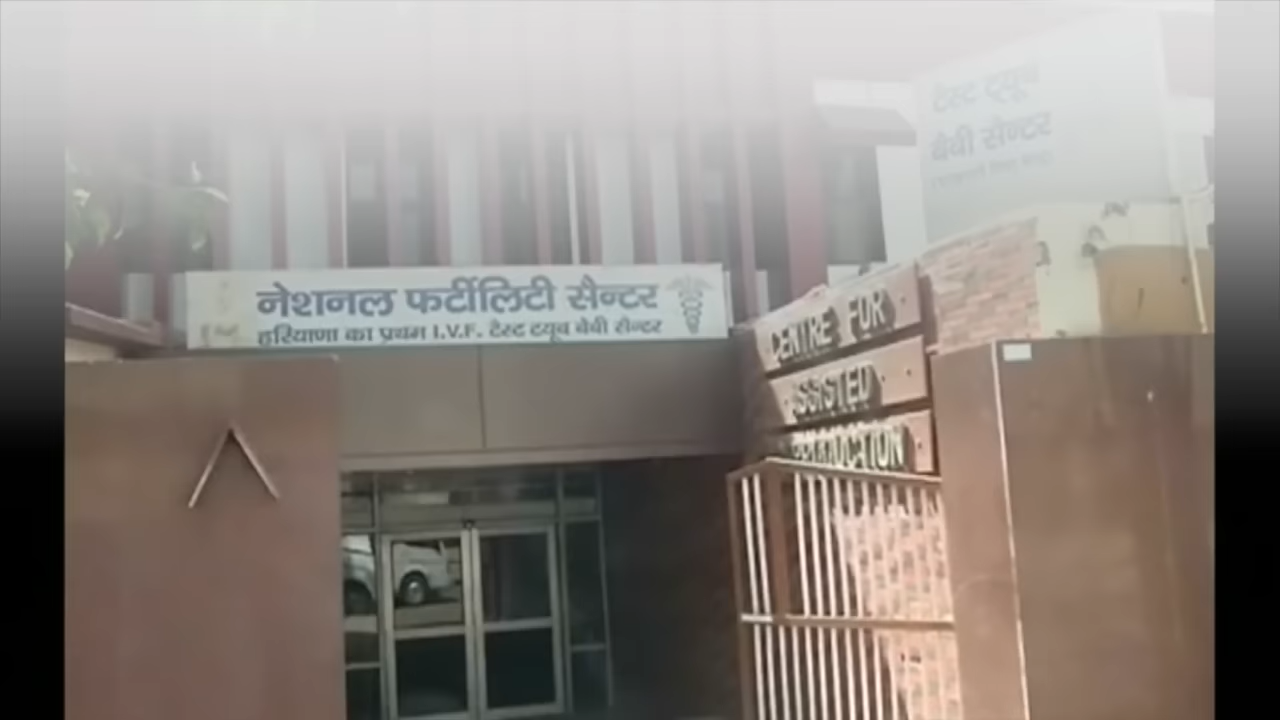 नेशनल फर्टीलिटी सैन्टर
हरियाणा का प्रथम I.V.F. टेस्ट ट्यूब बेबी सैन्टर
टेस्ट ट्यूब
बेबी सैन्टर
CENTRE FOR
ASSISTED